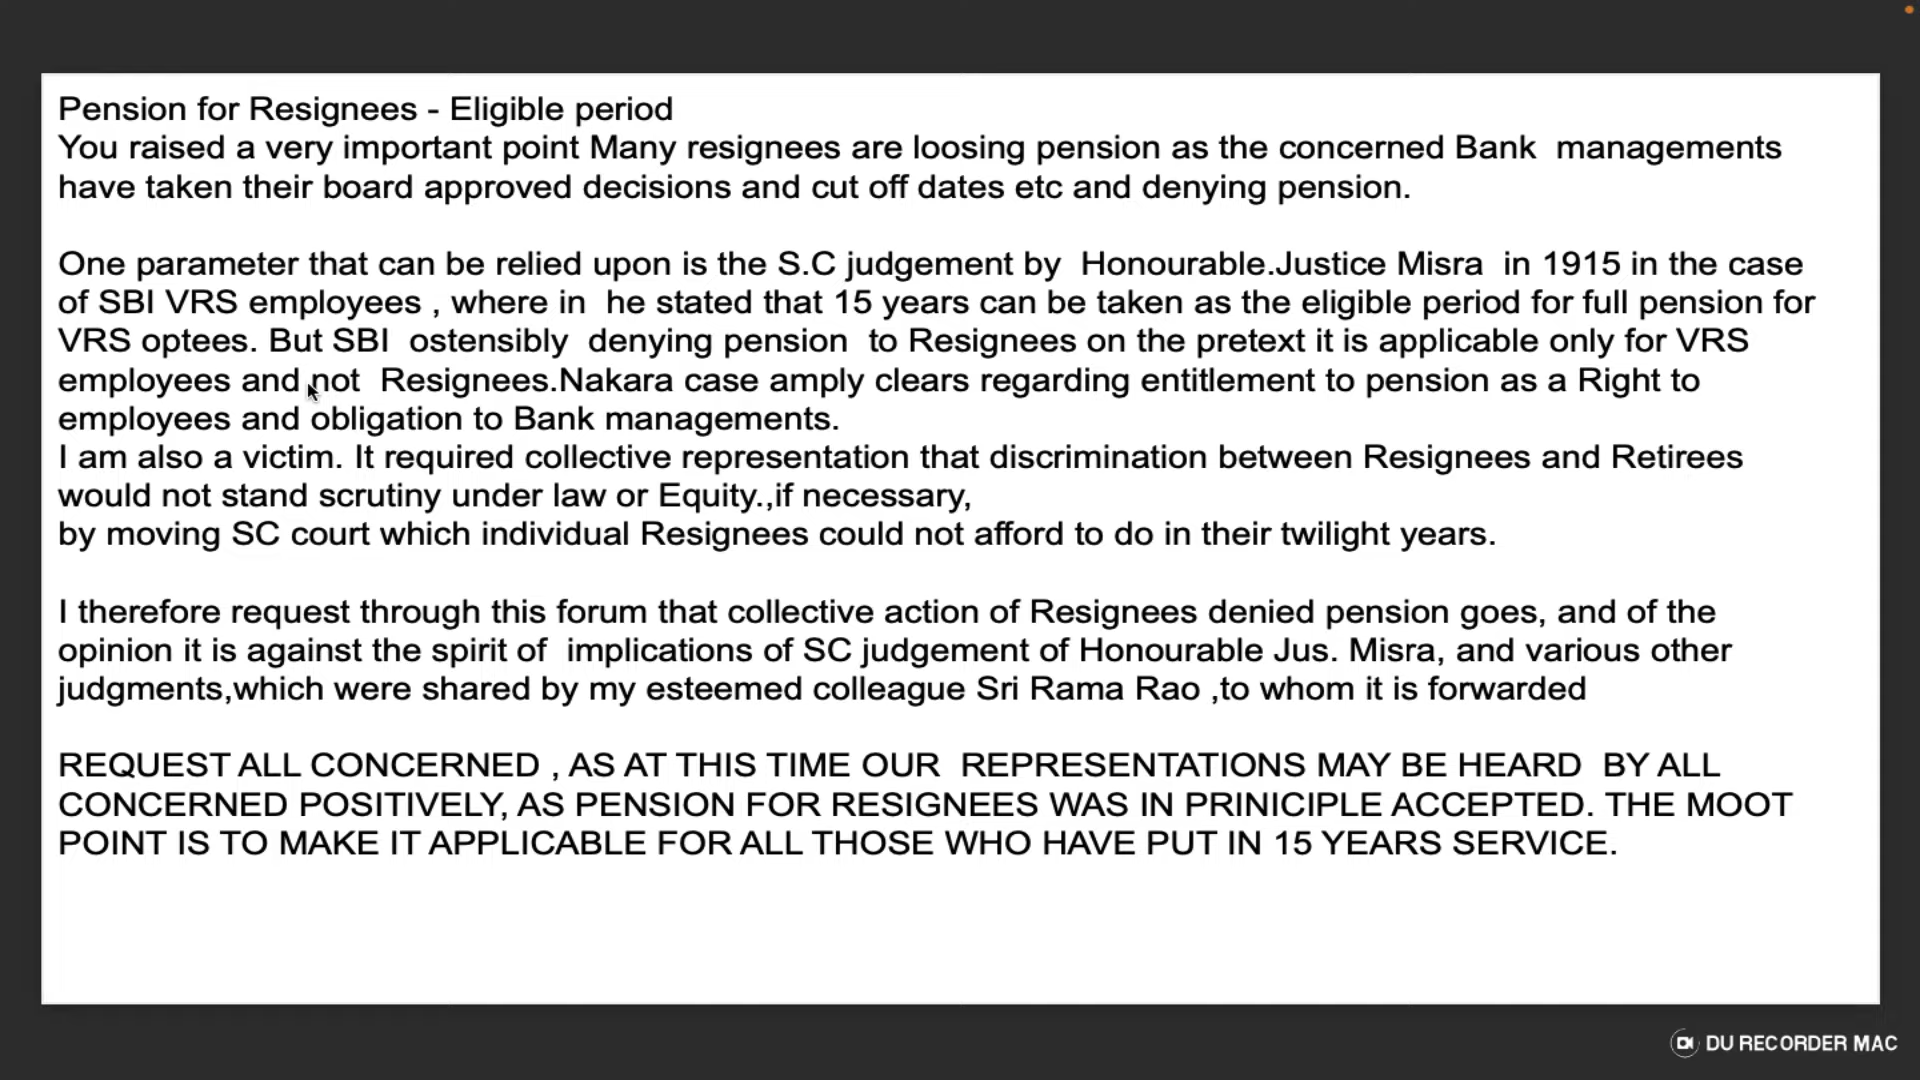 Pension for Resignees - Eligible period
You raised a very important point Many resignees are loosing pension as the concerned Bank  managements
have taken their board approved decisions and cut off dates etc and denying pension.
One parameter that can be relied upon is the S.C judgement by  Honourable.Justice Misra  in 1915 in the case
of SBI VRS employees , where in  he stated that 15 years can be taken as the eligible period for full pension for
VRS optees. But SBI  ostensibly  denying pension  to Resignees on the pretext it is applicable only for VRS
employees and not  Resignees.Nakara case amply clears regarding entitlement to pension as a Right to
employees and obligation to Bank managements.
I am also a victim. It required collective representation that discrimination between Resignees and Retirees
would not stand scrutiny under law or Equity.,if necessary,
by moving SC court which individual Resignees could not afford to do in their twilight years.
I therefore request through this forum that collective action of Resignees denied pension goes, and of the
opinion it is against the spirit of  implications of SC judgement of Honourable Jus. Misra, and various other
judgments,which were shared by my esteemed colleague Sri Rama Rao ,to whom it is forwarded
REQUEST ALL CONCERNED , AS AT THIS TIME OUR  REPRESENTATIONS MAY BE HEARD  BY ALL
CONCERNED POSITIVELY, AS PENSION FOR RESIGNEES WAS IN PRINICIPLE ACCEPTED. THE MOOT
POINT IS TO MAKE IT APPLICABLE FOR ALL THOSE WHO HAVE PUT IN 15 YEARS SERVICE.
DU RECORDER MAC